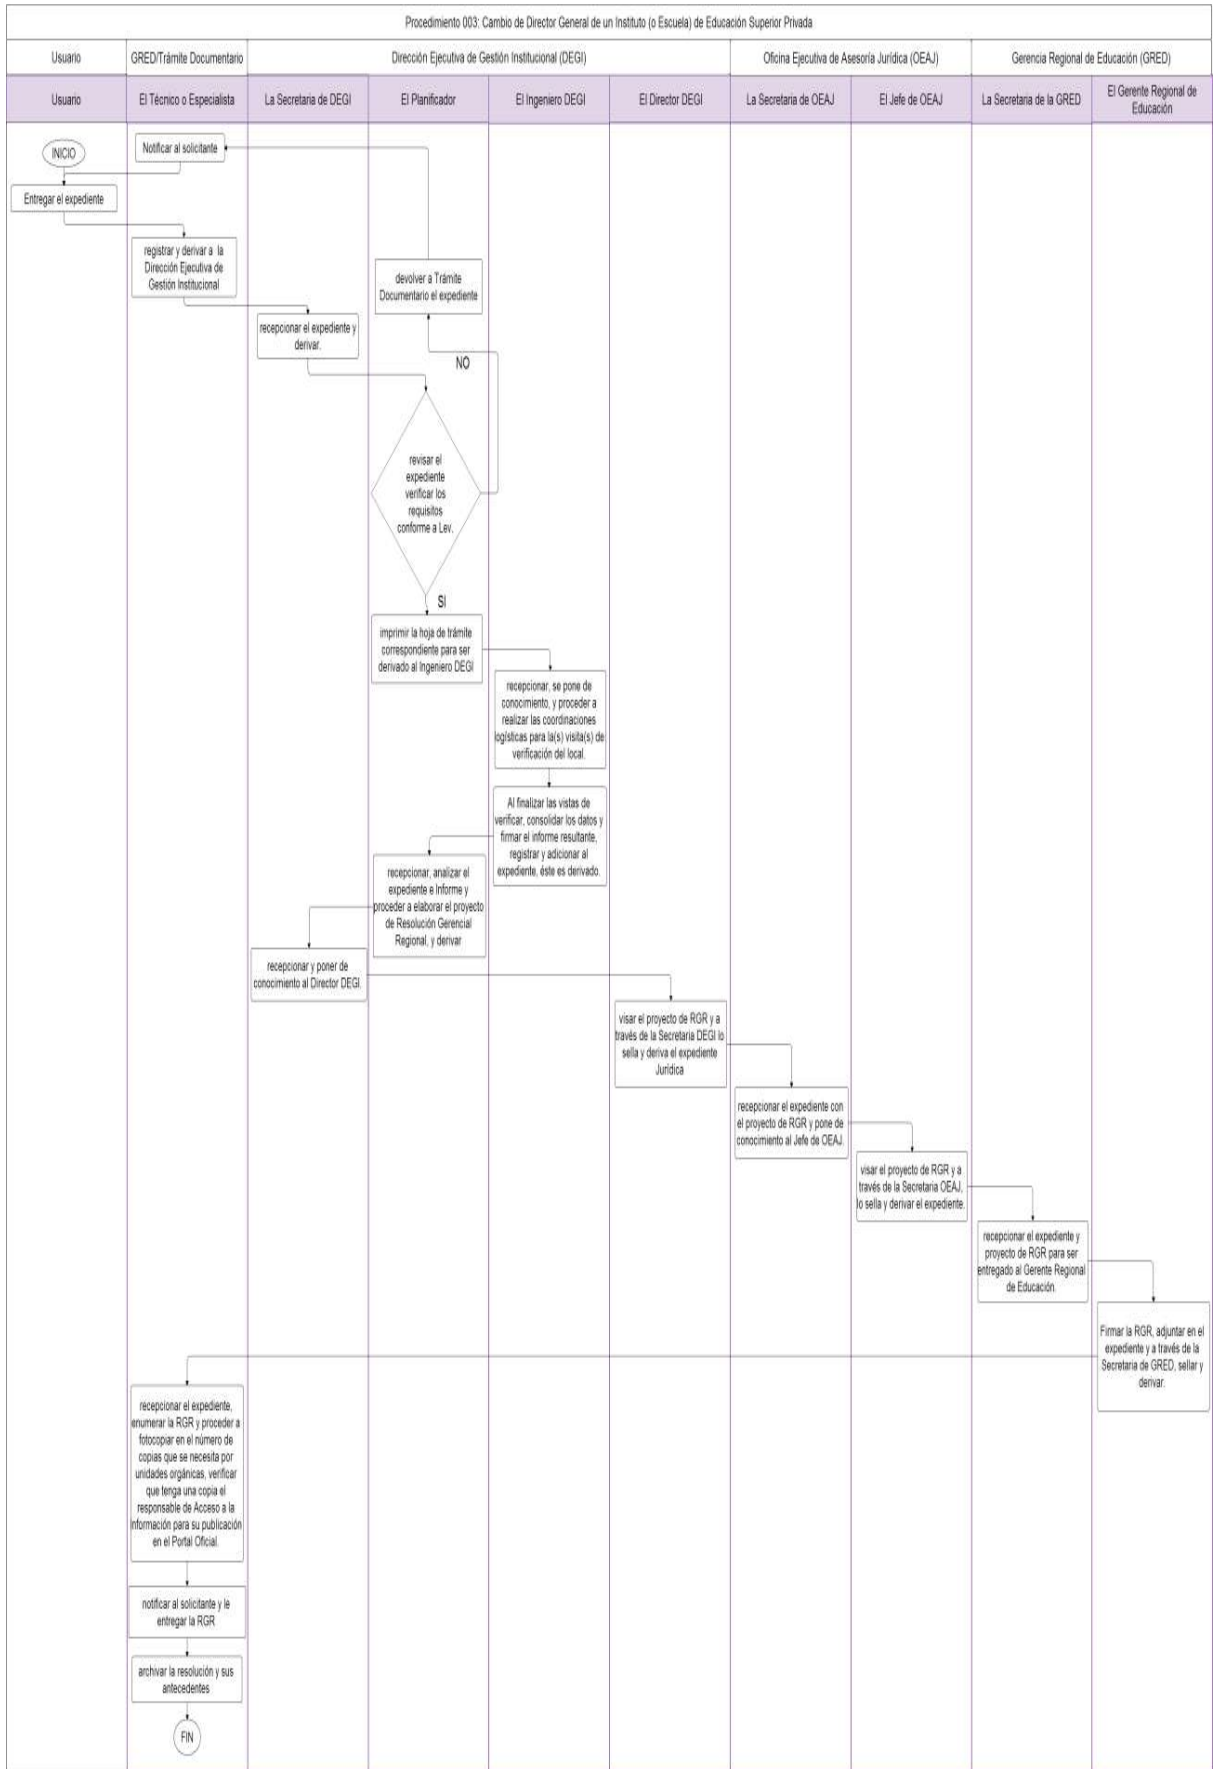 Procedimiento 003: Cambio de Director General de un Instituto (o Escuela) de Educación Superior Privada
Usuario
GRED/Trámite Documentario
Dirección Ejecutiva de Gestión Institucional (DEGI)
Oficina Ejecutiva de Asesoría Jurídica (OEAJ)
Gerencia Regional de Educación (GRED)
Usuario
El Técnico o Especialista
La Secretaria de DEGI
El Planificador
El Ingeniero DEGI
El Director DEGI
La Secretaria de OEAJ
El Jefe de OEAJ
La Secretaria de la GRED
El Gerente Regional de
Educación
INICIO
Notificar al solicitante
Entregar el expediente
registrar y derivar a la
Dirección Ejecutiva de
Gestión Institucional
devolver a Trámite
Documentario el expediente
recepcionar el expediente y
derivar.
NO
revisar el
expediente
verificar los
requisitos
conforme a Lev.
SI
imprimir la hoja de trámite
correspondiente para ser
derivado al Ingeniero DEGI
recepcionar, se pone de
conocimiento, y proceder a
realizar las coordinaciones
logísticas para la(s) visita(s) de
verificación del local.
Al finalizar las vistas de
verificar, consolidar los datos y
firmar el informe resultante,
registrar y adicionar al
expediente, éste es derivado.
recepcionar, analizar el
expediente e Informe y
proceder a elaborar el proyecto
de Resolución Gerencial
Regional, y derivar
recepcionar y poner de
conocimiento al Director DEGI.
visar el proyecto de RGR y a
través de la Secretaria DEGI lo
sella y deriva el expediente
Jurídica
recepcionar el expediente con
el proyecto de RGR y pone de
conocimiento al Jefe de OEAJ.
visar el proyecto de RGR y a
través de la Secretaria OEAJ,
lo sella y derivar el expediente.
recepcionar el expediente y
proyecto de RGR para ser
entregado al Gerente Regional
de Educación.
Firmar la RGR, adjuntar en el
expediente y a través de la
Secretaria de GRED, sellar y
derivar.
recepcionar el expediente,
enumerar la RGR y proceder a
fotocopiar en el número de
copias que se necesita por
unidades orgánicas, verificar
que tenga una copia el
responsable de Acceso a la
Información para su publicación
en el Portal Oficial.
notificar al solicitante y le
entregar la RGR
archivar la resolución y sus
antecedentes
FIN